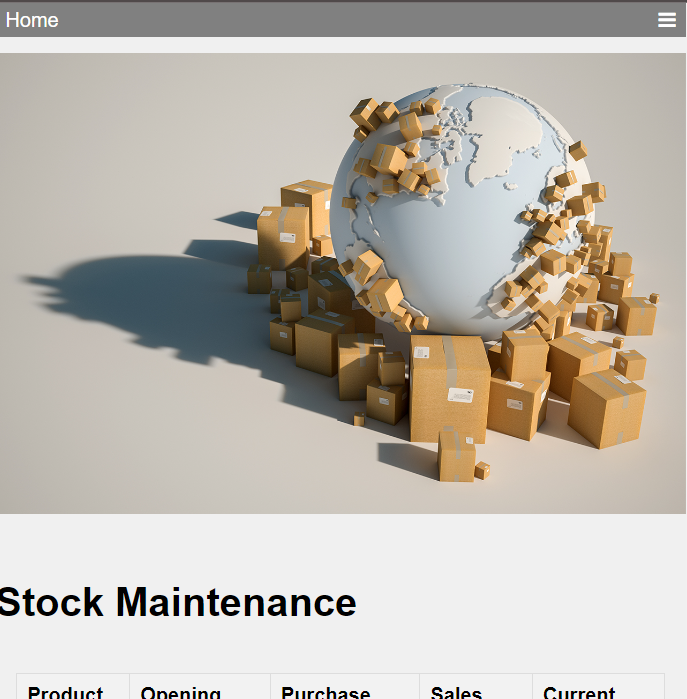 Home
Stock Maintenance
Product Opening Purchase Sales Current